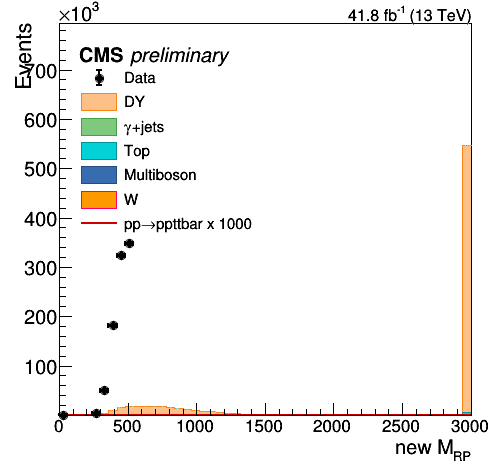 ×10³
41.8 fb⁻¹ (13 TeV)
Events
CMS preliminary
Data
DY
γ+jets
Top
Multiboson
W
pp→ppttbar x 1000
700
600
500
400
300
200
100
0 500 1000 1500 2000 2500 3000
new M_RP